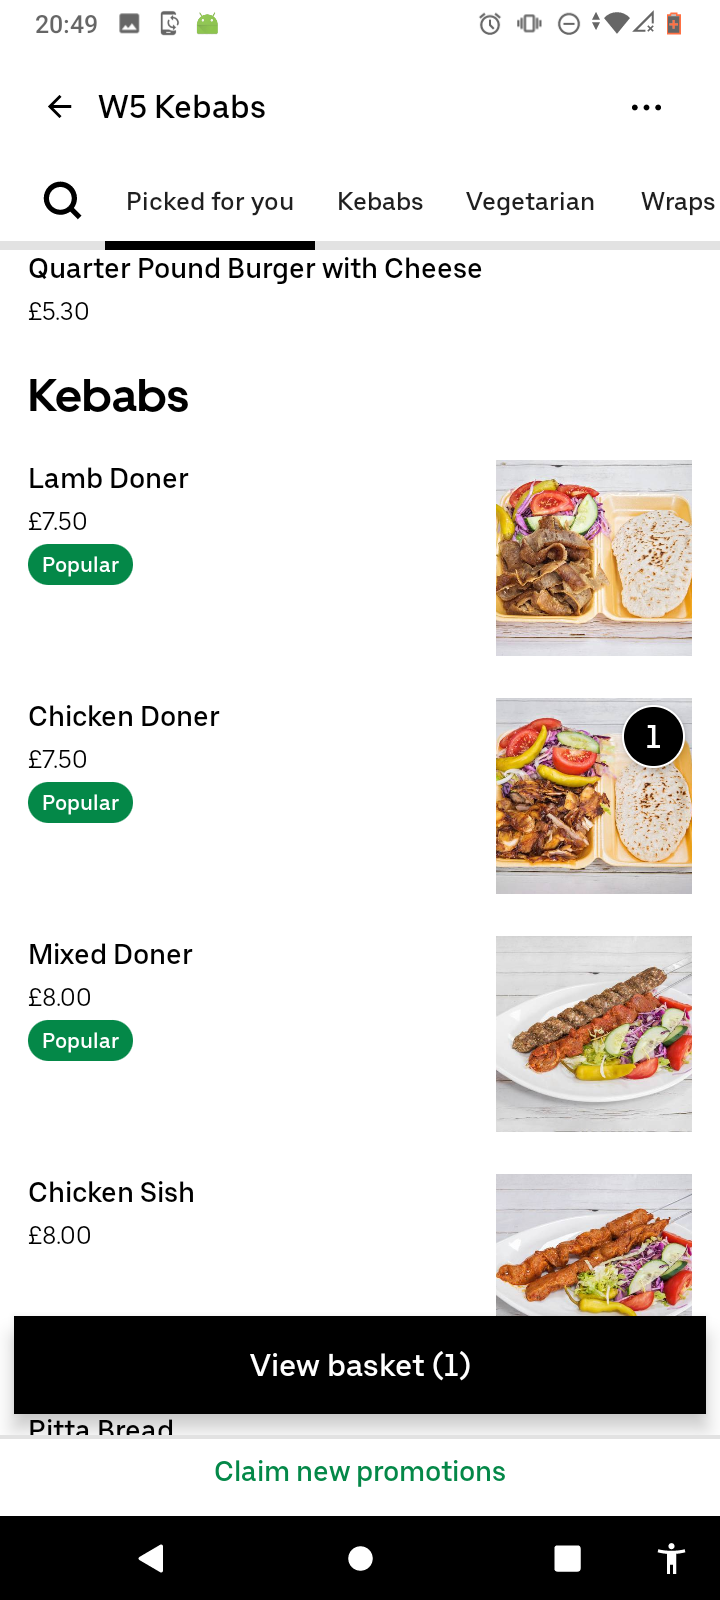 20:49
W5 Kebabs
Picked for you Kebabs Vegetarian Wraps
Quarter Pound Burger with Cheese
£5.30
Kebabs
Lamb Doner
£7.50
Popular
Chicken Doner
£7.50
Popular
1
Mixed Doner
£8.00
Popular
Chicken Sish
£8.00
View basket (1)
Pitta Bread
Claim new promotions